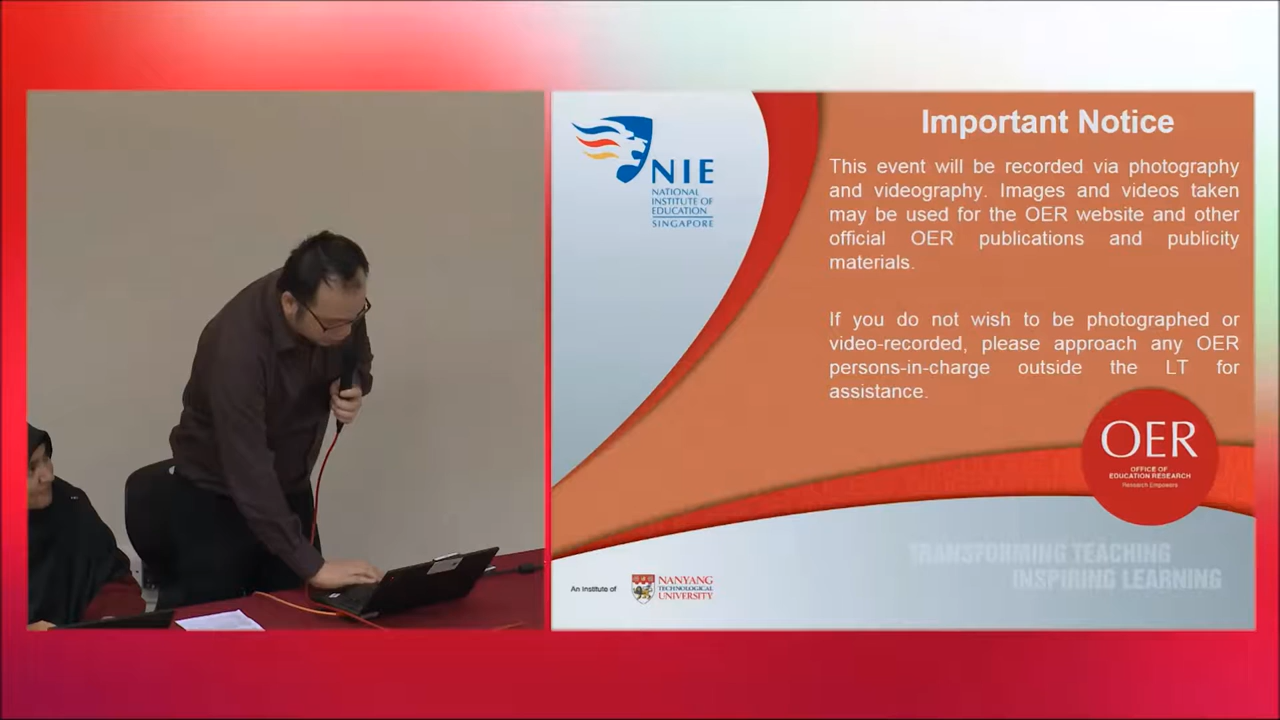 NIE
NATIONAL
INSTITUTE OF
EDUCATION
SINGAPORE
Important Notice
This event will be recorded via photography
and videography. Images and videos taken
may be used for the OER website and other
official OER publications and publicity
materials.
If you do not wish to be photographed or
video-recorded, please approach any OER
persons-in-charge outside the LT for
assistance.
OER
OFFICE OF
EDUCATION RESEARCH
Research Empowers
TRANSFORMING TEACHING
INSPIRING LEARNING
An Institute of
NANYANG
TECHNOLOGICAL
UNIVERSITY